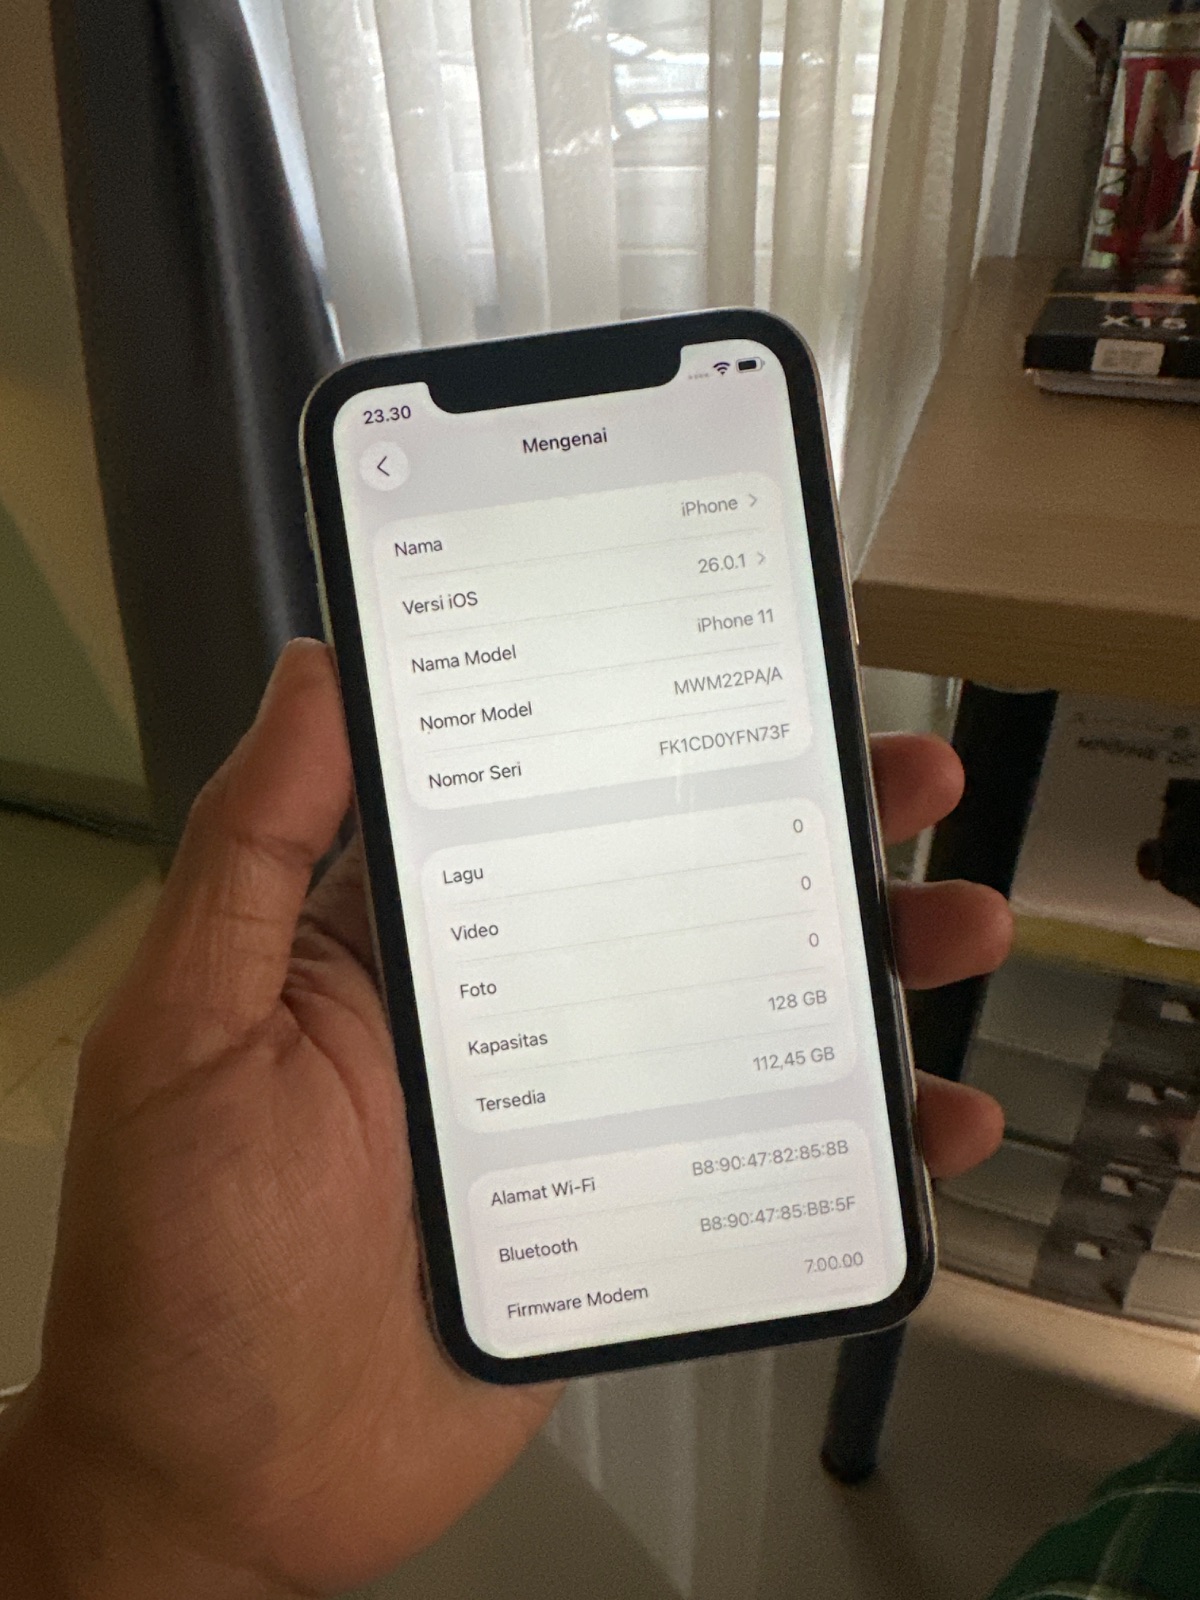 23.30
Mengenai
Nama iPhone
Versi iOS 26.0.1
Nama Model iPhone 11
Nomor Model MWM22PA/A
Nomor Seri FK1CD0YFN73F
Lagu 0
Video 0
Foto 0
Kapasitas 128 GB
Tersedia 112,45 GB
Alamat Wi-Fi B8:90:47:82:85:8B
Bluetooth B8:90:47:85:BB:5F
Firmware Modem 7.00.00
X15